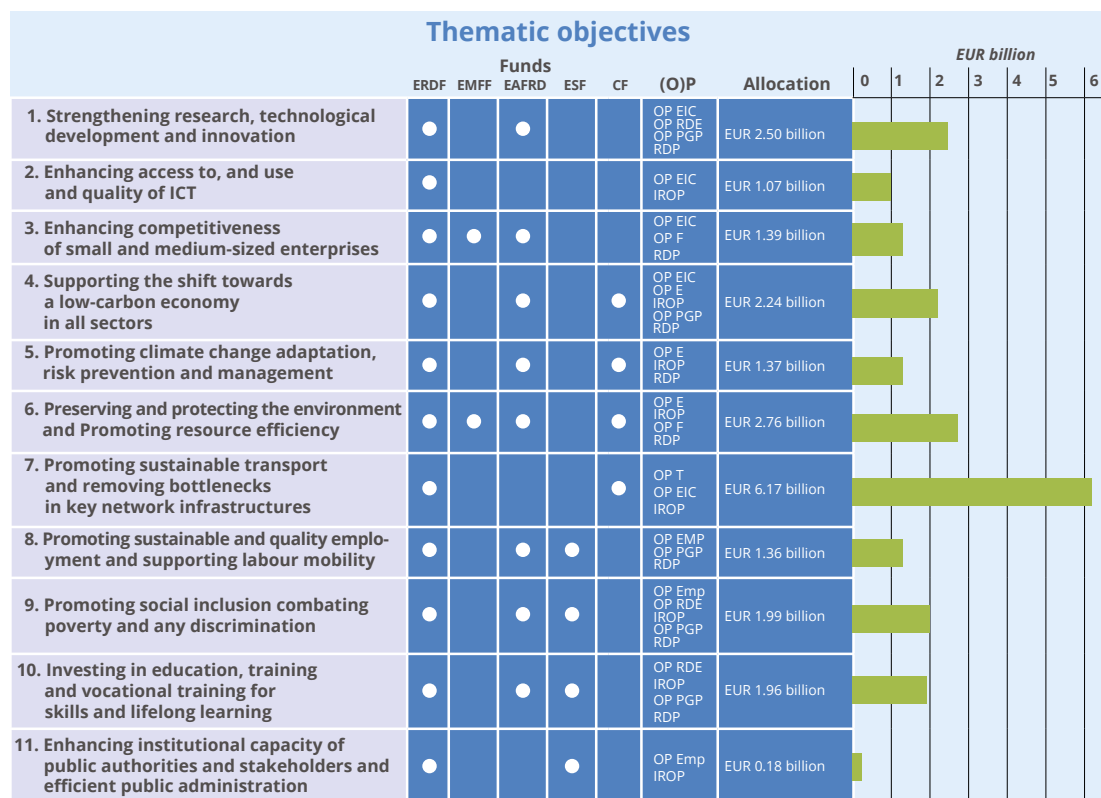 Thematic objectives
EUR billion
Funds
ERDF EMFF EAFRD ESF CF (O)P Allocation 0 1 2 3 4 5 6
1. Strengthening research, technological
development and innovation
OP EIC
OP RDE
OP PGP
RDP
EUR 2.50 billion
2. Enhancing access to, and use
and quality of ICT
OP EIC
IROP
EUR 1.07 billion
3. Enhancing competitiveness
of small and medium-sized enterprises
OP EIC
OP F
RDP
EUR 1.39 billion
4. Supporting the shift towards
a low-carbon economy
in all sectors
OP EIC
OP E
IROP
OP PGP
RDP
EUR 2.24 billion
5. Promoting climate change adaptation,
risk prevention and management
OP E
IROP
RDP
EUR 1.37 billion
6. Preserving and protecting the environment
and Promoting resource efficiency
OP E
IROP
OP F
RDP
EUR 2.76 billion
7. Promoting sustainable transport
and removing bottlenecks
in key network infrastructures
OP T
OP EIC
IROP
EUR 6.17 billion
8. Promoting sustainable and quality emplo-
yment and supporting labour mobility
OP EMP
OP PGP
RDP
EUR 1.36 billion
9. Promoting social inclusion combating
poverty and any discrimination
OP Emp
OP RDE
IROP
OP PGP
RDP
EUR 1.99 billion
10. Investing in education, training
and vocational training for
skills and lifelong learning
OP RDE
IROP
OP PGP
RDP
EUR 1.96 billion
11. Enhancing institutional capacity of
public authorities and stakeholders and
efficient public administration
OP Emp
IROP
EUR 0.18 billion